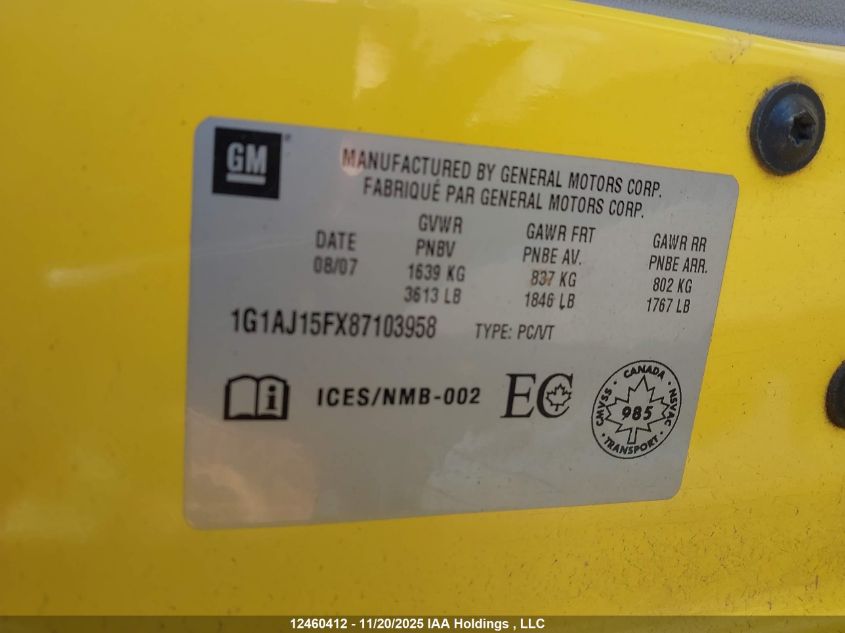 GM
MANUFACTURED BY GENERAL MOTORS CORP.
FABRIQUÉ PAR GENERAL MOTORS CORP.
DATE
08/07
GVWR
PNBV
1639 KG
3613 LB
GAWR FRT
PNBE AV.
837 KG
1846 LB
GAWR RR
PNBE ARR.
802 KG
1767 LB
1G1AJ15FX87103958 TYPE: PC/VT
i ICES/NMB-002 EC
CANADA
CMVSS
985
NSVAC
TRANSPORT
12460412 - 11/20/2025 IAA Holdings , LLC